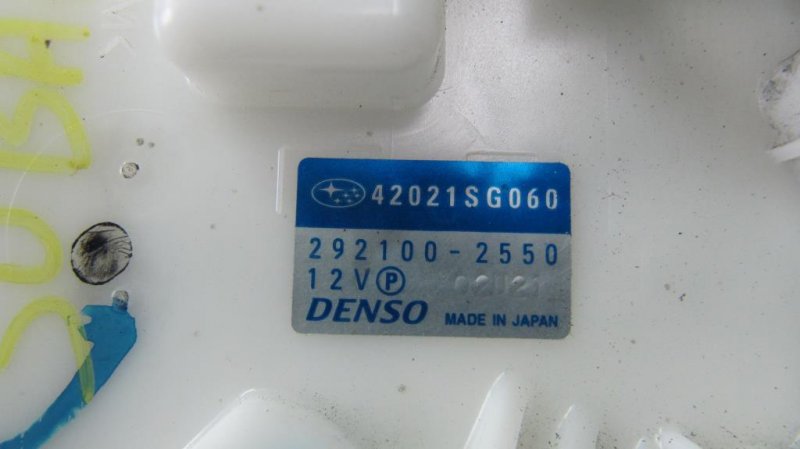 42021SG060
292100-2550
12V Ⓟ
DENSO MADE IN JAPAN